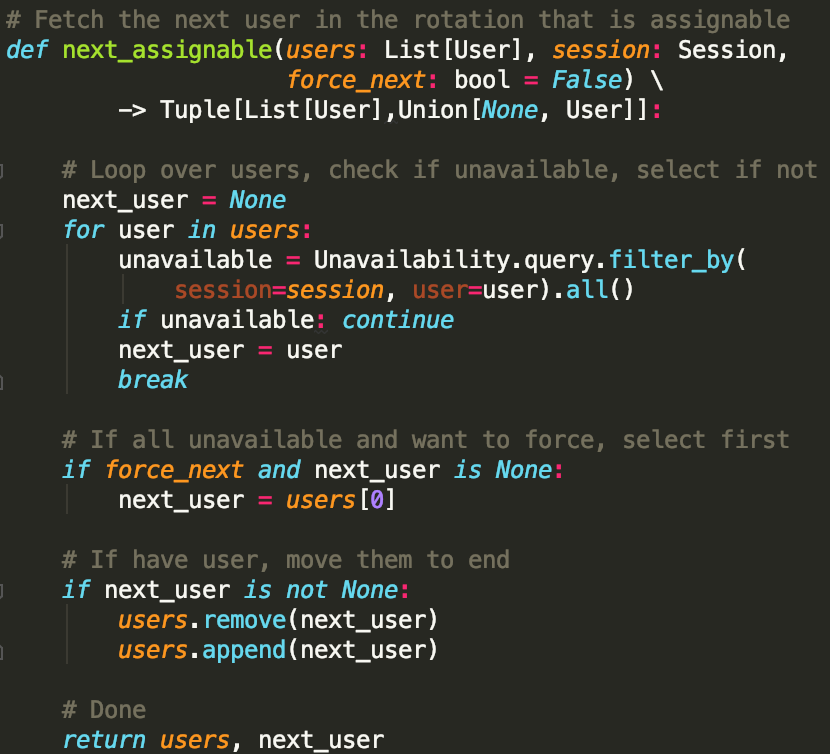 # Fetch the next user in the rotation that is assignable
def next_assignable(users: List[User], session: Session,
                    force_next: bool = False) \
        -> Tuple[List[User],Union[None, User]]:

    # Loop over users, check if unavailable, select if not
    next_user = None
    for user in users:
        unavailable = Unavailability.query.filter_by(
            session=session, user=user).all()
        if unavailable: continue
        next_user = user
        break

    # If all unavailable and want to force, select first
    if force_next and next_user is None:
        next_user = users[0]

    # If have user, move them to end
    if next_user is not None:
        users.remove(next_user)
        users.append(next_user)

    # Done
    return users, next_user